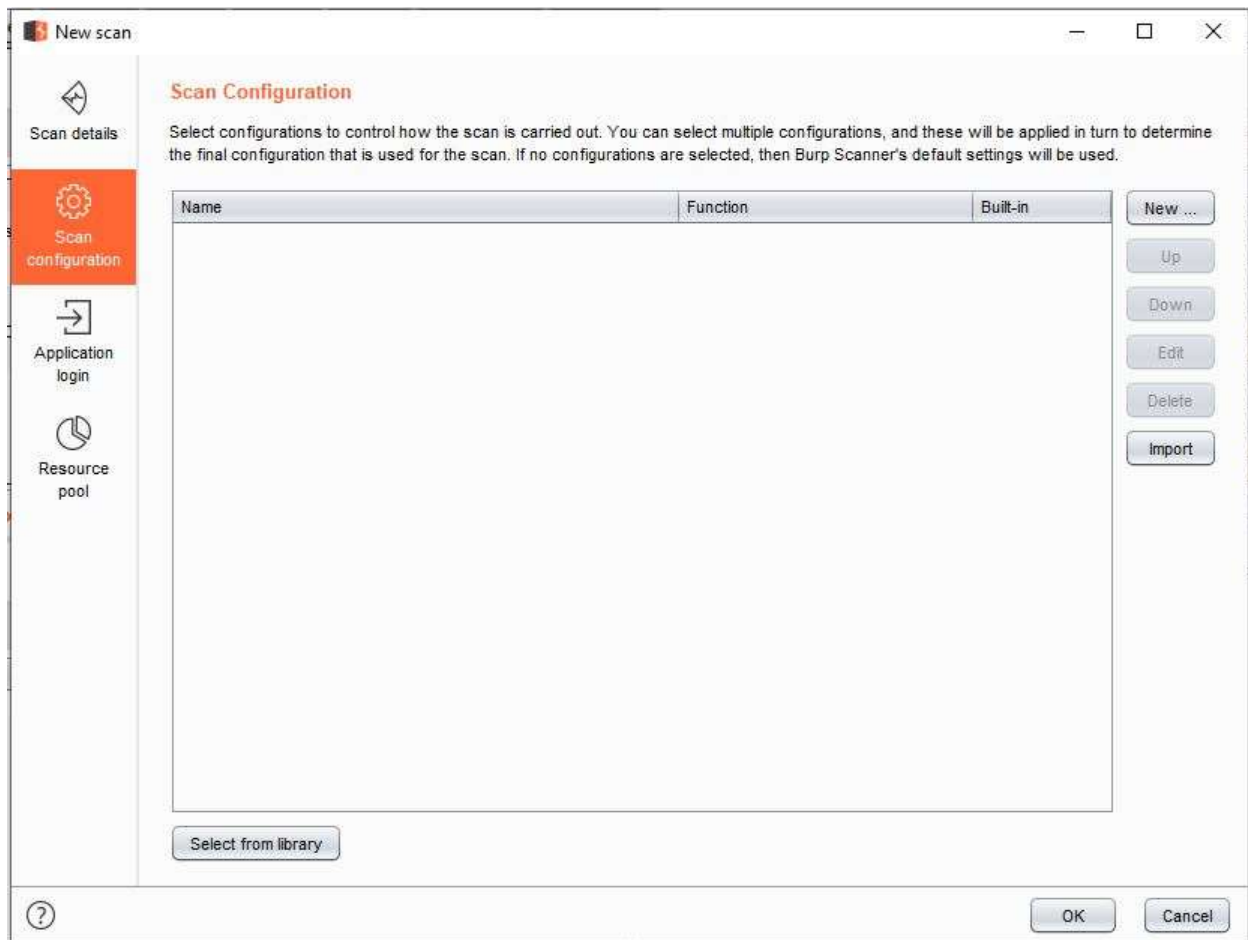 New scan
Scan details
Scan
configuration
Application
login
Resource
pool
Scan Configuration
Select configurations to control how the scan is carried out. You can select multiple configurations, and these will be applied in turn to determine
the final configuration that is used for the scan. If no configurations are selected, then Burp Scanner's default settings will be used.
Name Function Built-in
New ...
Up
Down
Edit
Delete
Import
Select from library
?
OK Cancel